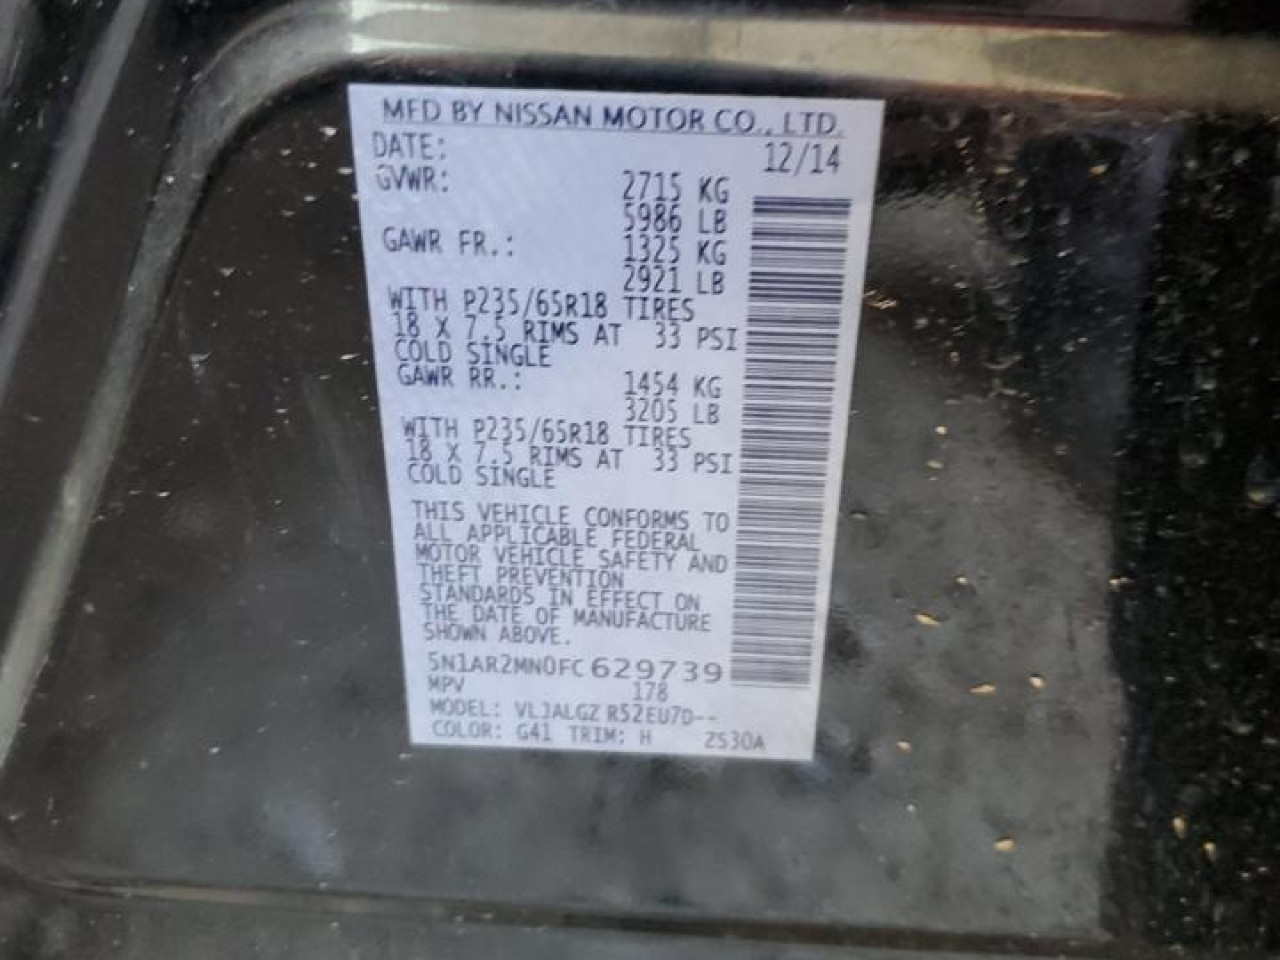 MFD BY NISSAN MOTOR CO., LTD.
DATE: 12/14
GVWR: 2715 KG
5986 LB
GAWR FR.: 1325 KG
2921 LB
WITH P235/65R18 TIRES
18 X 7.5 RIMS AT 33 PSI
COLD SINGLE
GAWR RR.: 1454 KG
3205 LB
WITH P235/65R18 TIRES
18 X 7.5 RIMS AT 33 PSI
COLD SINGLE
THIS VEHICLE CONFORMS TO
ALL APPLICABLE FEDERAL
MOTOR VEHICLE SAFETY AND
THEFT PREVENTION
STANDARDS IN EFFECT ON
THE DATE OF MANUFACTURE
SHOWN ABOVE.
5N1AR2MN0FC629739
MPV 178
MODEL: VLJALGZ R52EU7D--
COLOR: G41 TRIM: H 2S30A